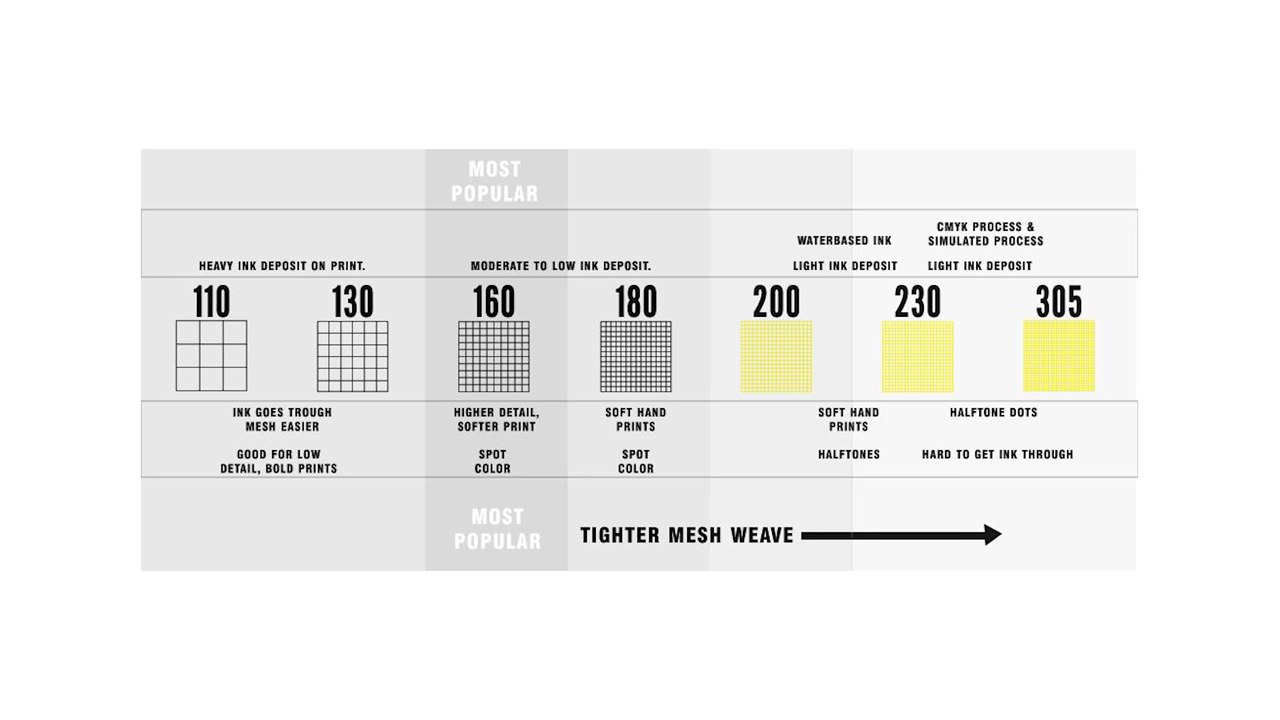 MOST
POPULAR
WATERBASED INK
CMYK PROCESS &
SIMULATED PROCESS
HEAVY INK DEPOSIT ON PRINT.
MODERATE TO LOW INK DEPOSIT.
LIGHT INK DEPOSIT
LIGHT INK DEPOSIT
110
130
160
180
200
230
305
INK GOES TROUGH
MESH EASIER
GOOD FOR LOW
DETAIL, BOLD PRINTS
HIGHER DETAIL,
SOFTER PRINT
SPOT
COLOR
SOFT HAND
PRINTS
SPOT
COLOR
SOFT HAND
PRINTS
HALFTONES
HALFTONE DOTS
HARD TO GET INK THROUGH
MOST
POPULAR
TIGHTER MESH WEAVE